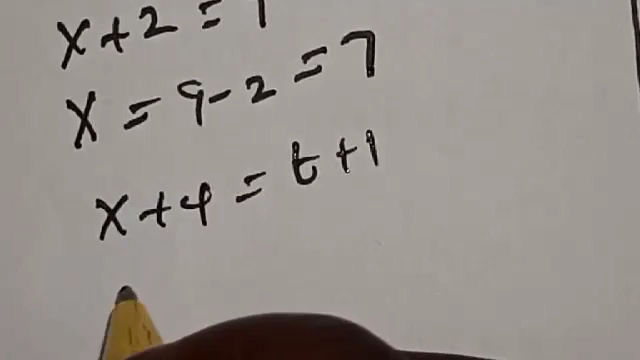 x+2=
x=9-2=7
x+4=t+1